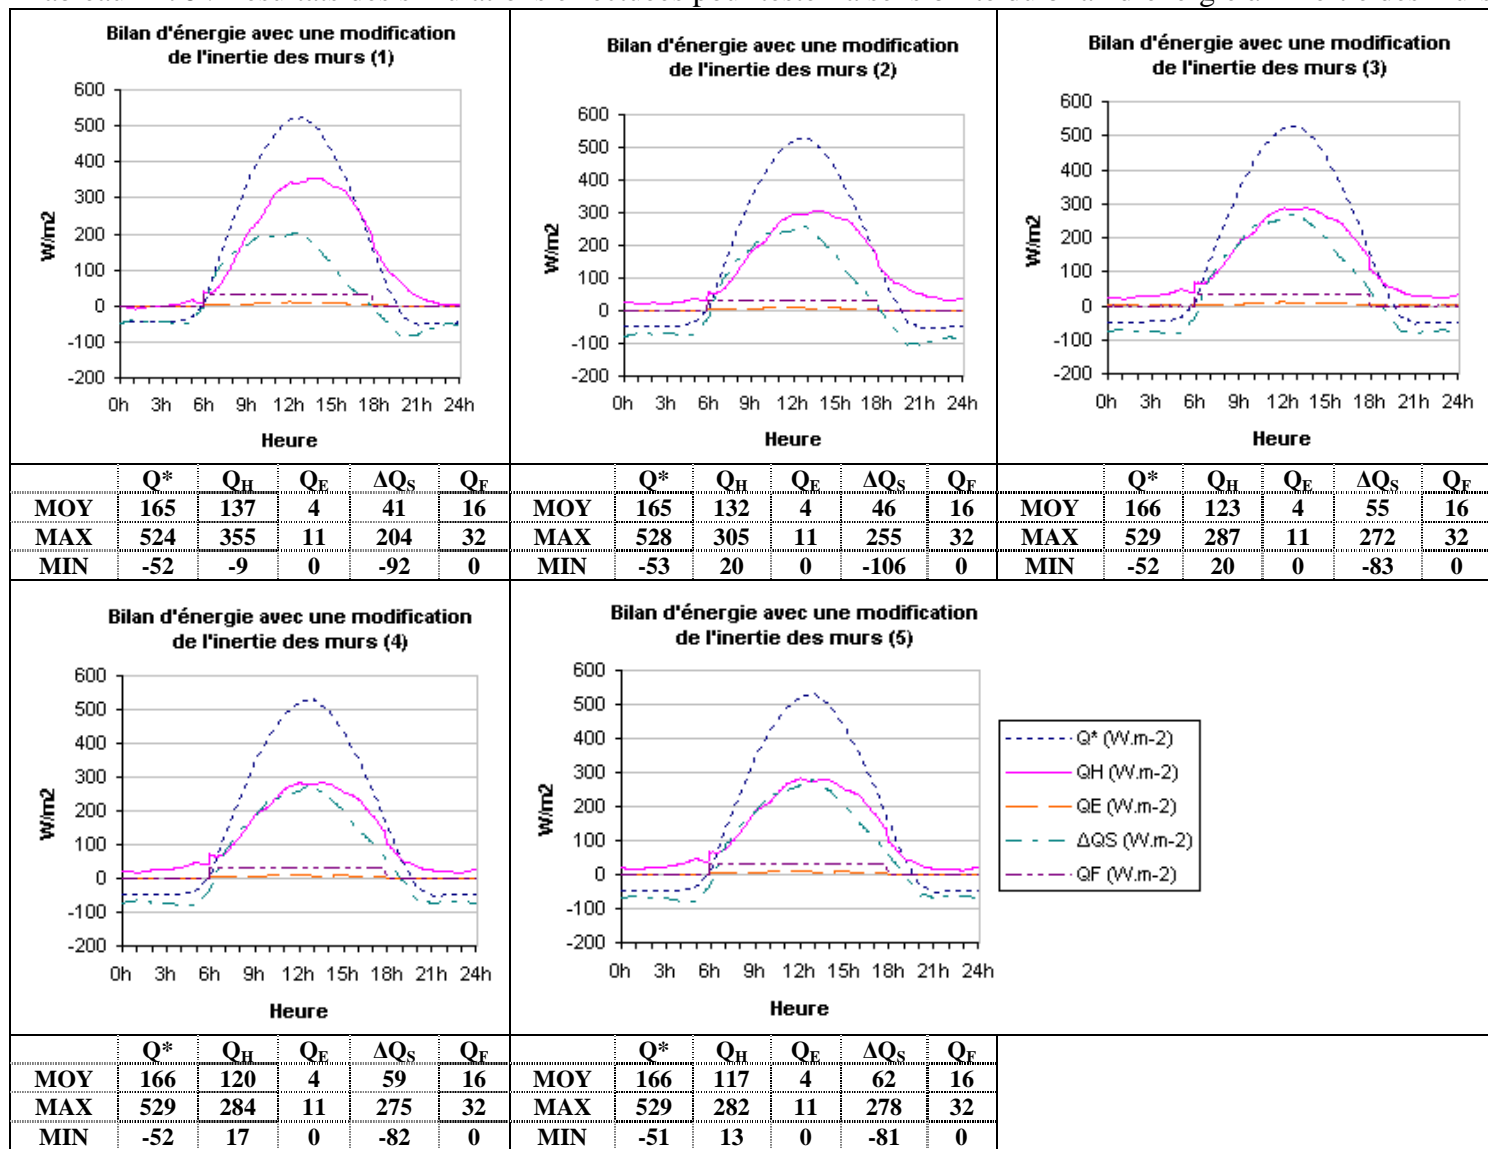 Bilan d'énergie avec une modification
de l'inertie des murs (1)
600
500
400
300
200
100
0
-100
-200
W/m2
0h 3h 6h 9h 12h 15h 18h 21h 24h
Heure
Bilan d'énergie avec une modification
de l'inertie des murs (2)
600
500
400
300
200
100
0
-100
-200
W/m2
0h 3h 6h 9h 12h 15h 18h 21h 24h
Heure
Bilan d'énergie avec une modification
de l'inertie des murs (3)
600
500
400
300
200
100
0
-100
-200
W/m2
0h 3h 6h 9h 12h 15h 18h 21h 24h
Heure
Q* QH QE ΔQS QF
MOY 165 137 4 41 16
MAX 524 355 11 204 32
MIN -52 -9 0 -92 0
Q* QH QE ΔQS QF
MOY 165 132 4 46 16
MAX 528 305 11 255 32
MIN -53 20 0 -106 0
Q* QH QE ΔQS QF
MOY 166 123 4 55 16
MAX 529 287 11 272 32
MIN -52 20 0 -83 0
Bilan d'énergie avec une modification
de l'inertie des murs (4)
600
500
400
300
200
100
0
-100
-200
W/m2
0h 3h 6h 9h 12h 15h 18h 21h 24h
Heure
Bilan d'énergie avec une modification
de l'inertie des murs (5)
600
500
400
300
200
100
0
-100
-200
W/m2
0h 3h 6h 9h 12h 15h 18h 21h 24h
Heure
Q* (W.m-2)
QH (W.m-2)
QE (W.m-2)
ΔQS (W.m-2)
QF (W.m-2)
Q* QH QE ΔQS QF
MOY 166 120 4 59 16
MAX 529 284 11 275 32
MIN -52 17 0 -82 0
Q* QH QE ΔQS QF
MOY 166 117 4 62 16
MAX 529 282 11 278 32
MIN -51 13 0 -81 0